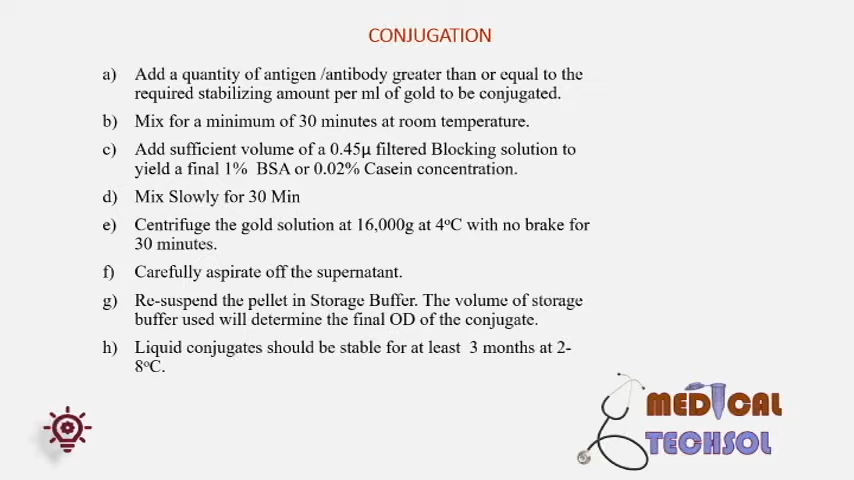 CONJUGATION
a) Add a quantity of antigen /antibody greater than or equal to the
required stabilizing amount per ml of gold to be conjugated.
b) Mix for a minimum of 30 minutes at room temperature.
c) Add sufficient volume of a 0.45µ filtered Blocking solution to
yield a final 1% BSA or 0.02% Casein concentration.
d) Mix Slowly for 30 Min
e) Centrifuge the gold solution at 16,000g at 4°C with no brake for
30 minutes.
f) Carefully aspirate off the supernatant.
g) Re-suspend the pellet in Storage Buffer. The volume of storage
buffer used will determine the final OD of the conjugate.
h) Liquid conjugates should be stable for at least 3 months at 2-
8°C.
MEDICAL
TECHSOL